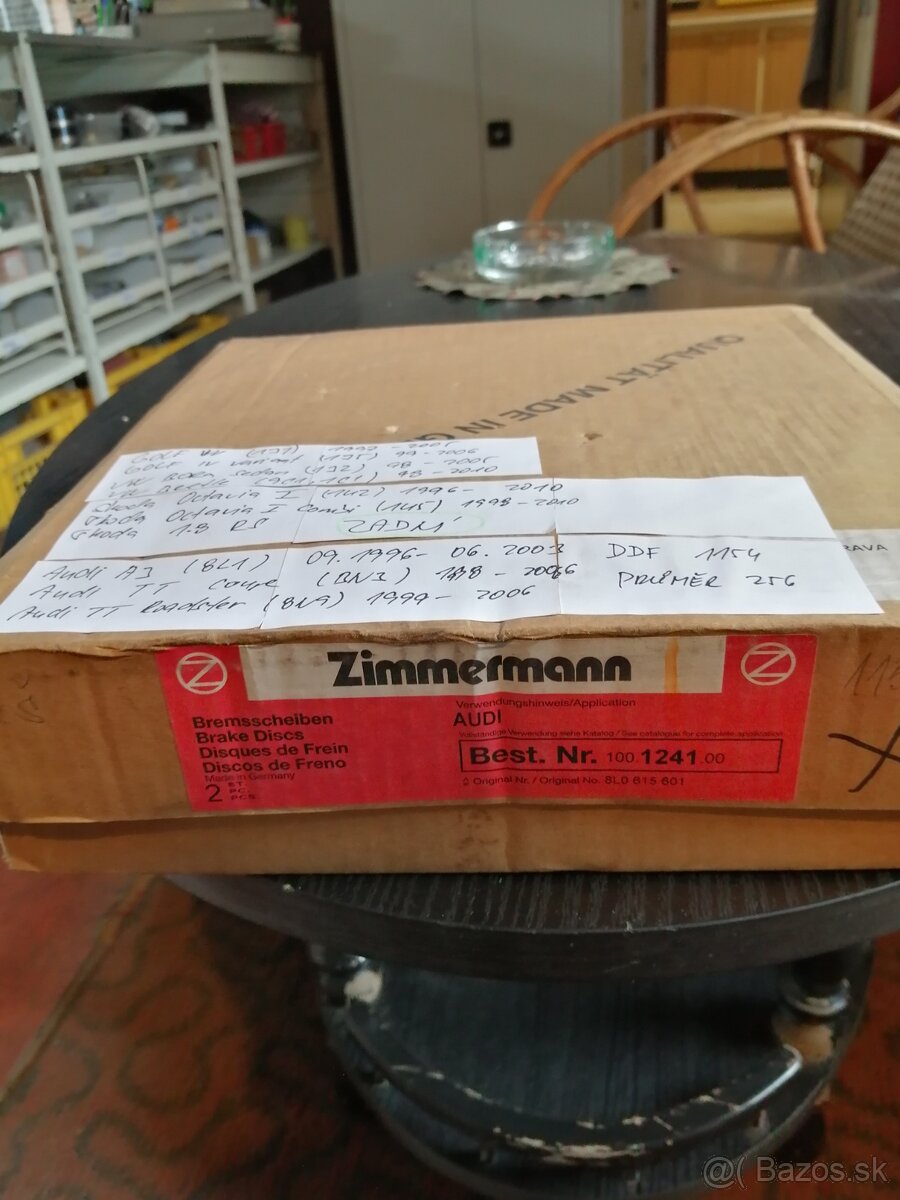 QUALITÄT MADE IN G
GOLF IV (1J1) 1997 - 2005
GOLF IV variant (1J5) 99 - 2006
VW BORA Sedan (1J2) 98 - 2005
VW Beetle (9C1, 1C1) 98 - 2010
Škoda Octavia I (1U2) 1996 - 2010
Škoda Octavia I Combi (1U5) 1998 - 2010
Škoda 1.8 RS ZADNÍ
Audi A3 (8L1) 09.1996 - 06.2003
Audi TT Coupe (8N3) 1998 - 2006
Audi TT Roadster (8N9) 1999 - 2006
DDF 1154
PRŮMĚR 256
RAVA
Zimmermann
Verwendungshinweis/Application
AUDI
Vollständige Verwendung siehe Katalog / See catalogue for complete application
Bremsscheiben
Brake Discs
Disques de Frein
Discos de Freno
Made in Germany
2 ST. PC. PCS.
Best. Nr. 100.1241.00
Original Nr. / Original No. 8L0 615 601
@( Bazos.sk